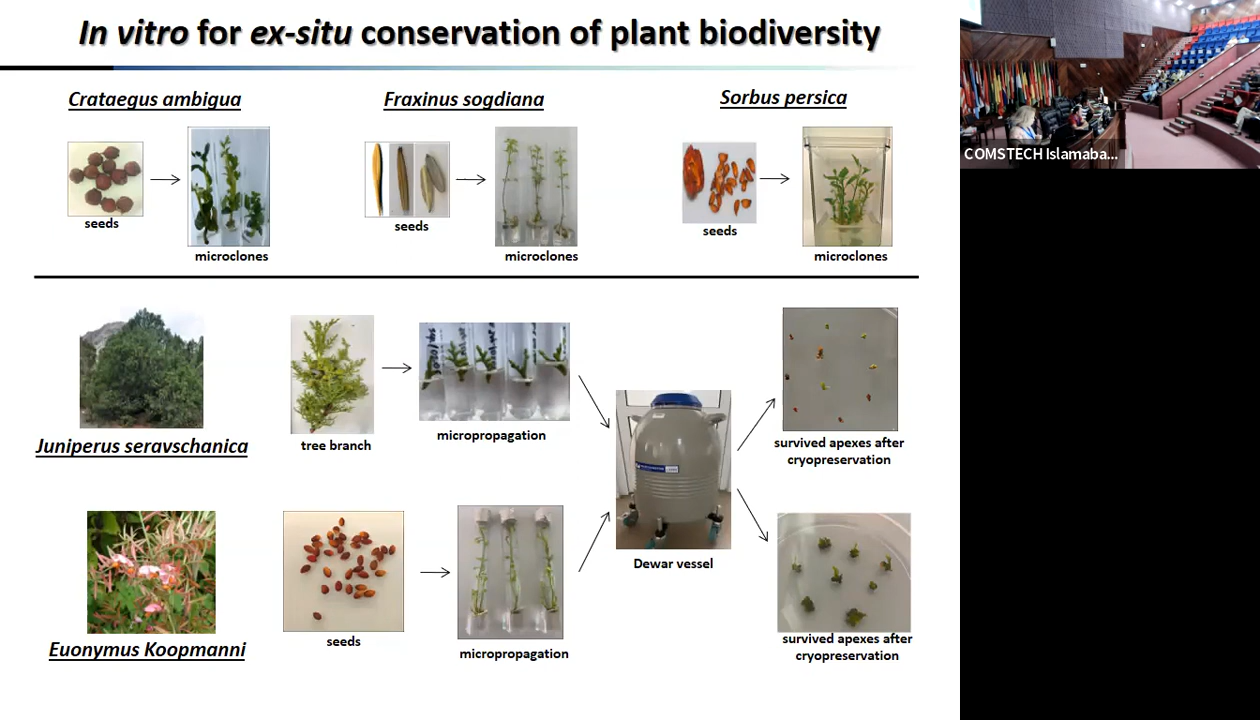 In vitro for ex-situ conservation of plant biodiversity
Crataegus ambigua
Fraxinus sogdiana
Sorbus persica
seeds
microclones
seeds
microclones
seeds
microclones
COMSTECH Islamaba...
Juniperus seravschanica
tree branch
micropropagation
survived apexes after
cryopreservation
Dewar vessel
Euonymus Koopmanni
seeds
micropropagation
survived apexes after
cryopreservation